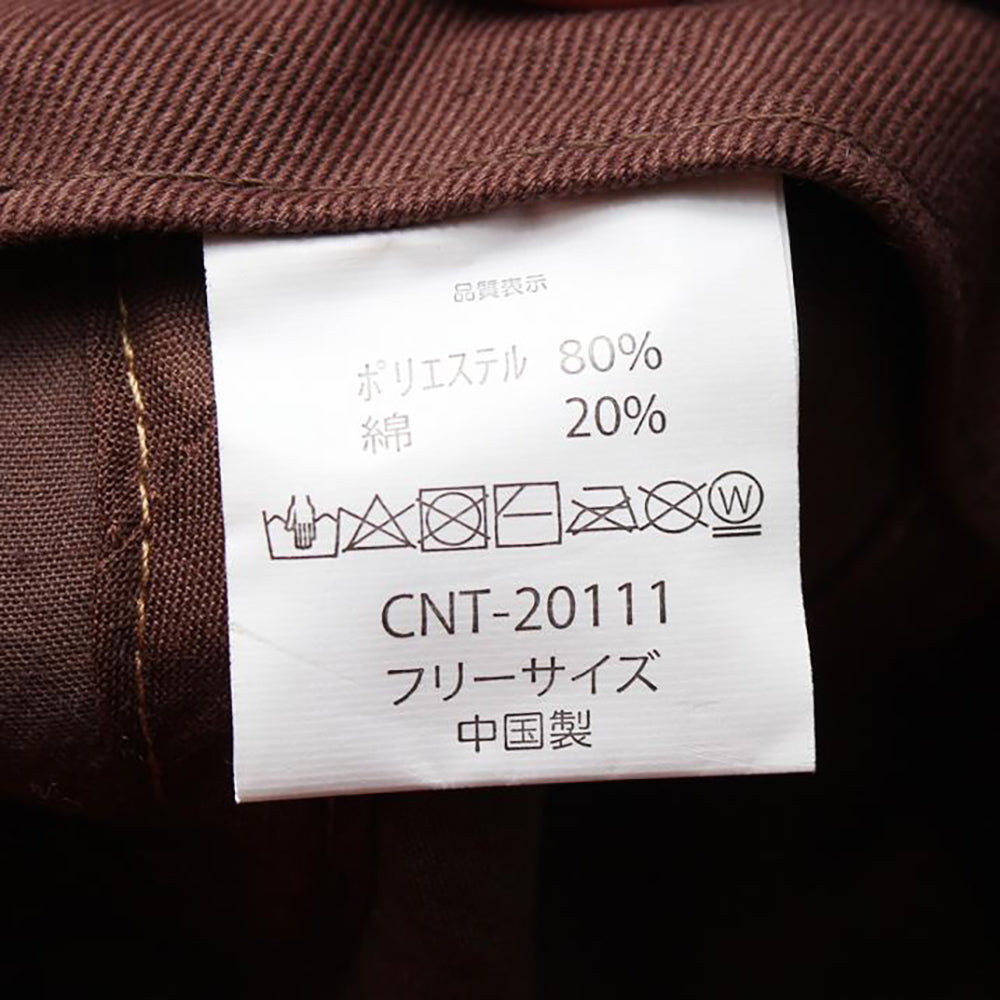 品質表示
ポリエステル 80%
綿 20%
W
CNT-20111
フリーサイズ
中国製